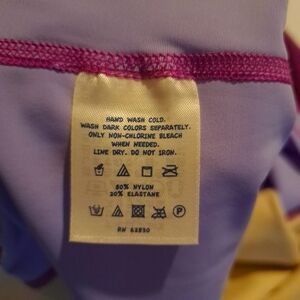 HAND WASH COLD.
WASH DARK COLORS SEPARATELY.
ONLY NON-CHLORINE BLEACH
WHEN NEEDED.
LINE DRY. DO NOT IRON.
80% NYLON
20% ELASTANE
P
RN 62830